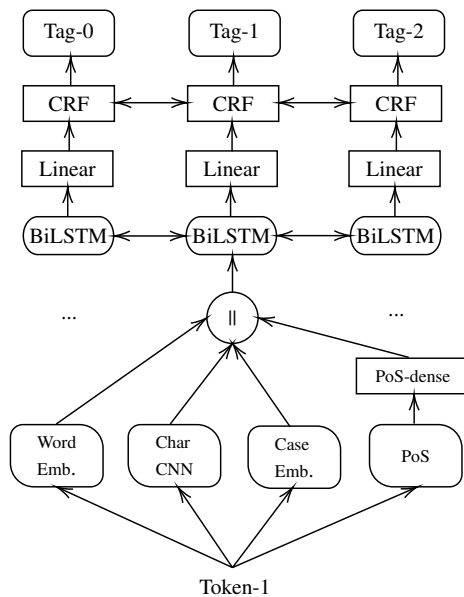 Tag-0 Tag-1 Tag-2
CRF CRF CRF
Linear Linear Linear
BiLSTM BiLSTM BiLSTM
... || ...
PoS-dense
Word Char Case PoS
Emb. CNN Emb.
Token-1